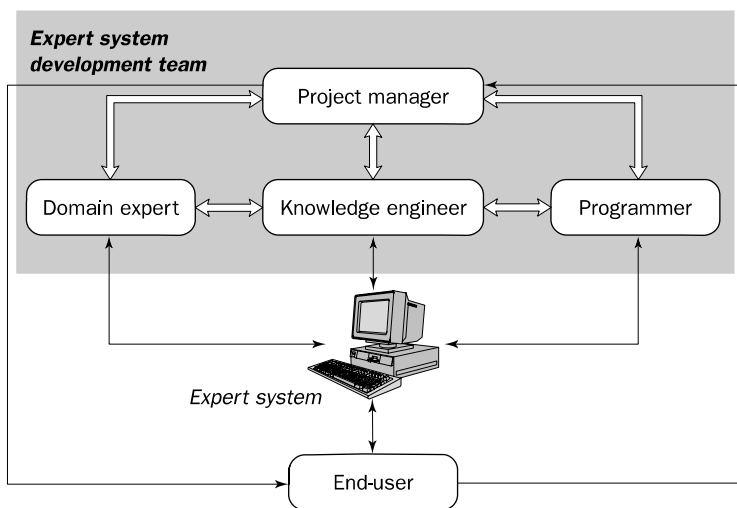 Expert system
development team
Project manager
Domain expert
Knowledge engineer
Programmer
Expert system
End-user